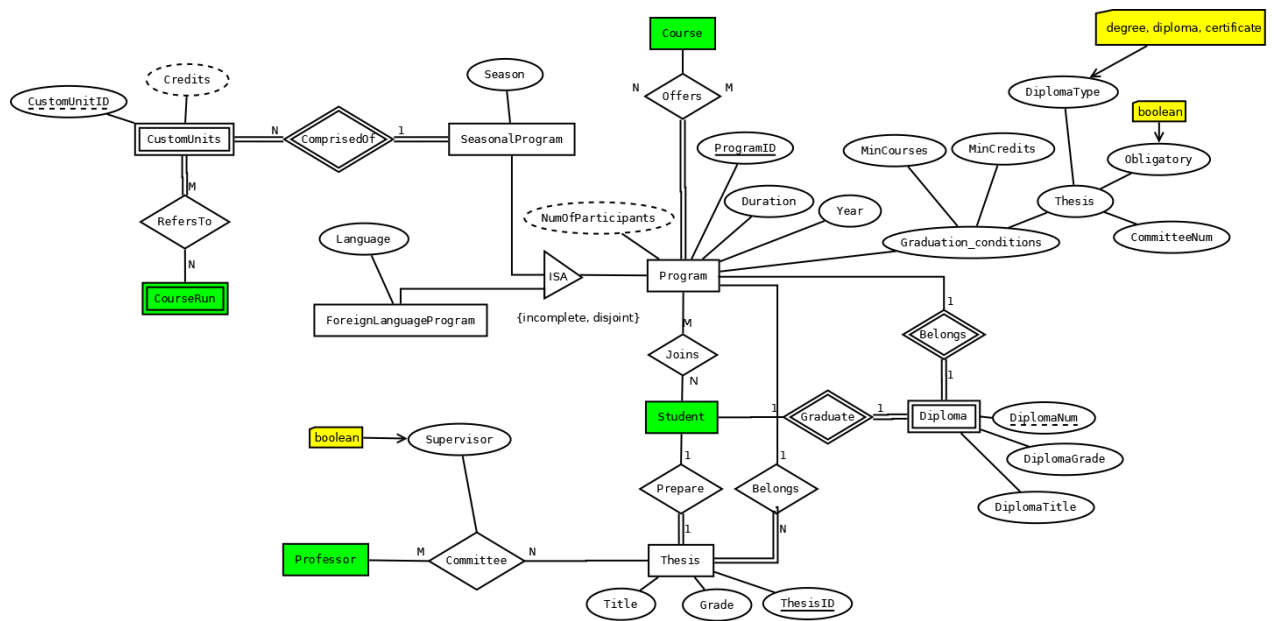 Course
degree, diploma, certificate
Credits
Season
CustomUnitID
DiplomaType
N
Offers
M
boolean
CustomUnits
N
ComprisedOf
1
SeasonalProgram
ProgramID
MinCourses
MinCredits
Obligatory
M
Duration
Thesis
RefersTo
NumOfParticipants
Year
Language
Graduation_conditions
CommitteeNum
N
ISA
Program
CourseRun
1
ForeignLanguageProgram
{incomplete, disjoint}
M
Belongs
Joins
1
N
Student
1
Graduate
1
Diploma
DiplomaNum
boolean
Supervisor
1
1
DiplomaGrade
Prepare
Belongs
DiplomaTitle
1
1
N
Professor
M
Committee
N
Thesis
Title
Grade
ThesisID